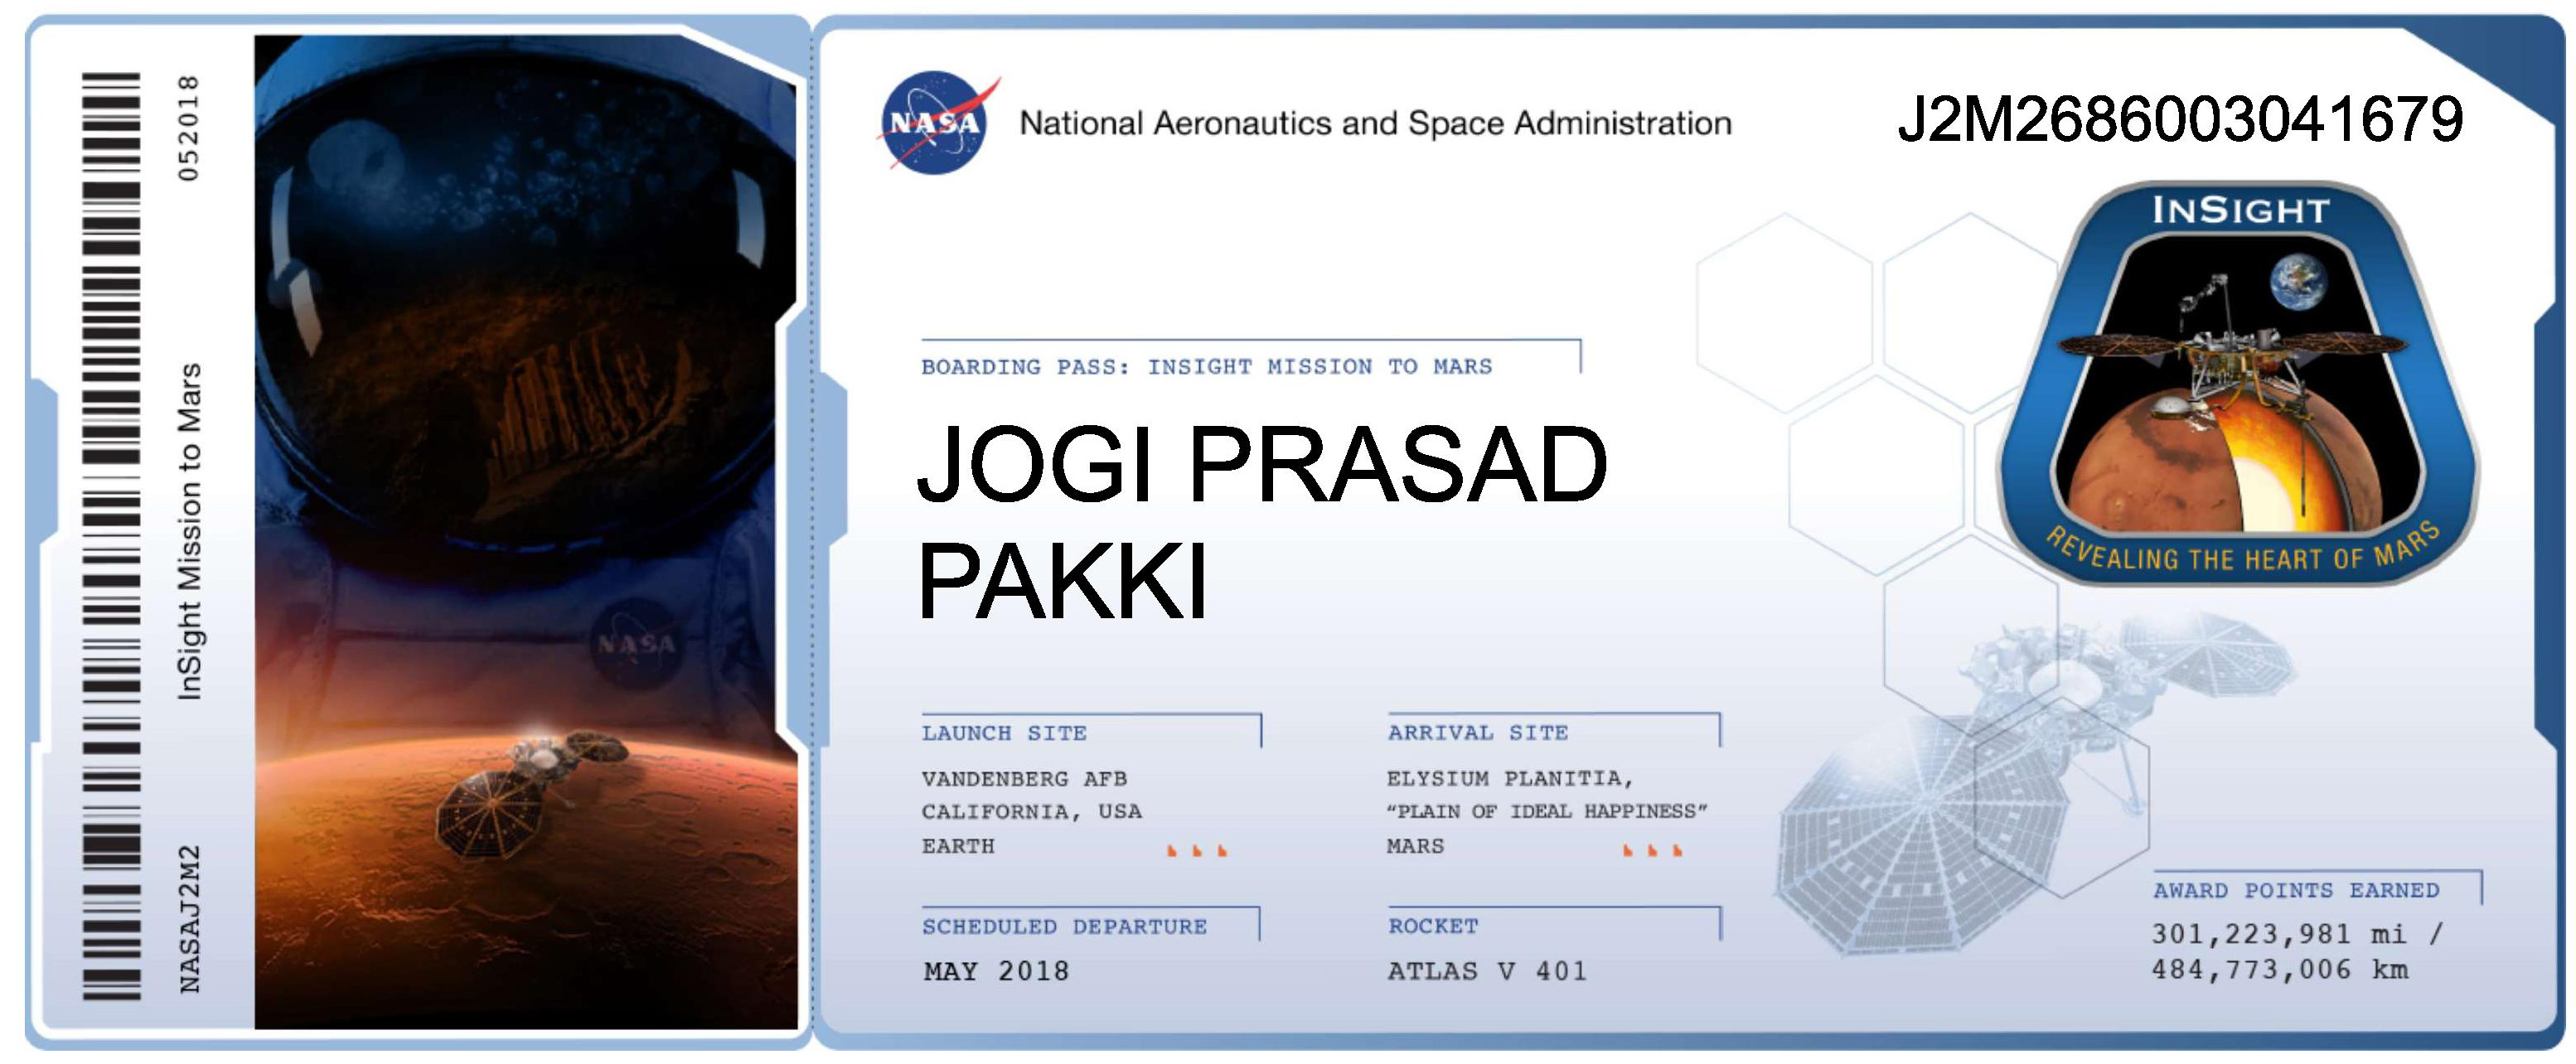 052018
InSight Mission to Mars
NASAJ2M2
NASA
NASA
National Aeronautics and Space Administration
J2M2686003041679
INSIGHT
REVEALING THE HEART OF MARS
BOARDING PASS: INSIGHT MISSION TO MARS
JOGI PRASAD
PAKKI
LAUNCH SITE
VANDENBERG AFB
CALIFORNIA, USA
EARTH
ARRIVAL SITE
ELYSIUM PLANITIA,
“PLAIN OF IDEAL HAPPINESS”
MARS
SCHEDULED DEPARTURE
MAY 2018
ROCKET
ATLAS V 401
AWARD POINTS EARNED
301,223,981 mi /
484,773,006 km